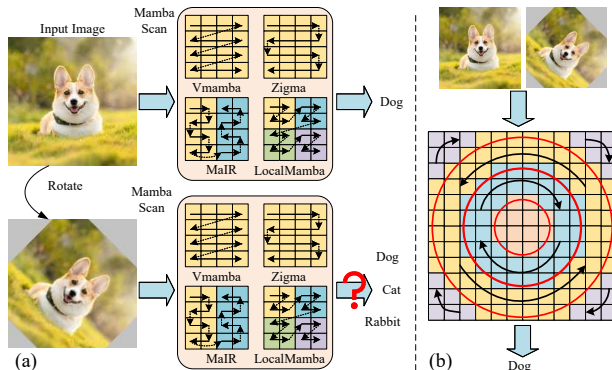 Input Image
Mamba
Scan
Vmamba
Zigma
MaIR
LocalMamba
Dog
Rotate
Mamba
Scan
Vmamba
Zigma
MaIR
LocalMamba
?
Dog
Cat
Rabbit
(a)
(b)
Dog